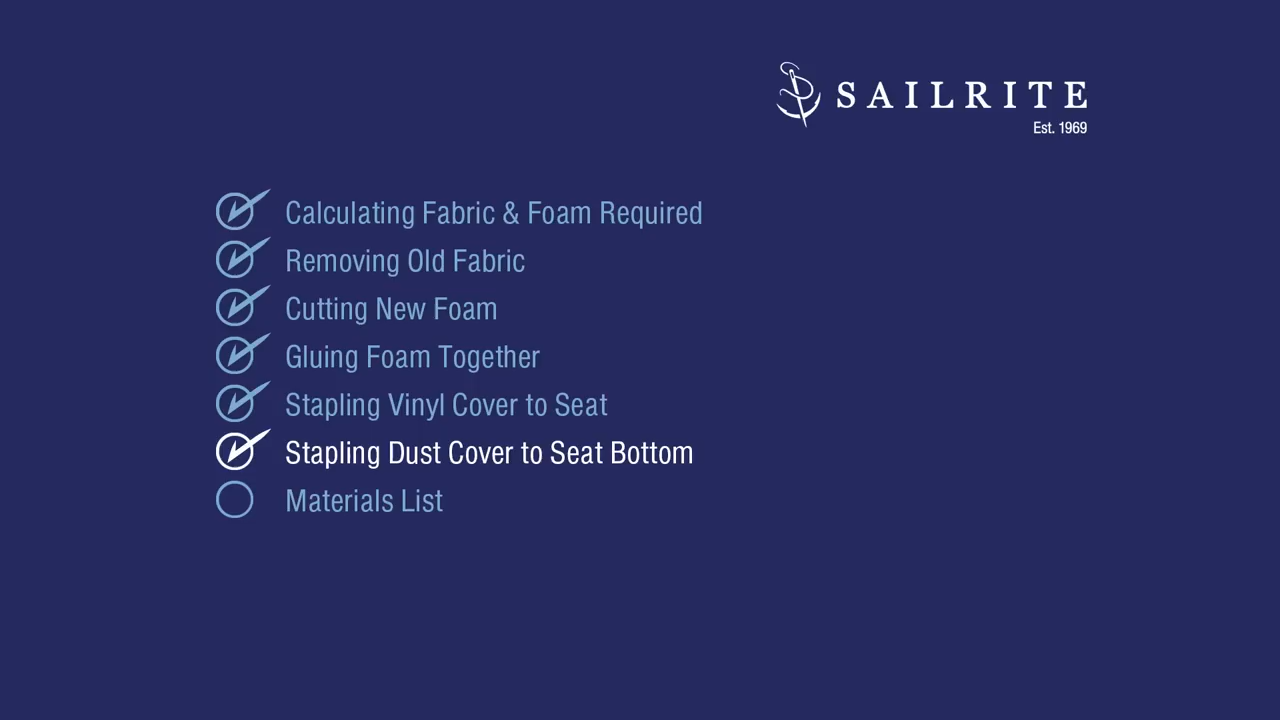 SAILRITE
Est. 1969
Calculating Fabric & Foam Required
Removing Old Fabric
Cutting New Foam
Gluing Foam Together
Stapling Vinyl Cover to Seat
Stapling Dust Cover to Seat Bottom
Materials List